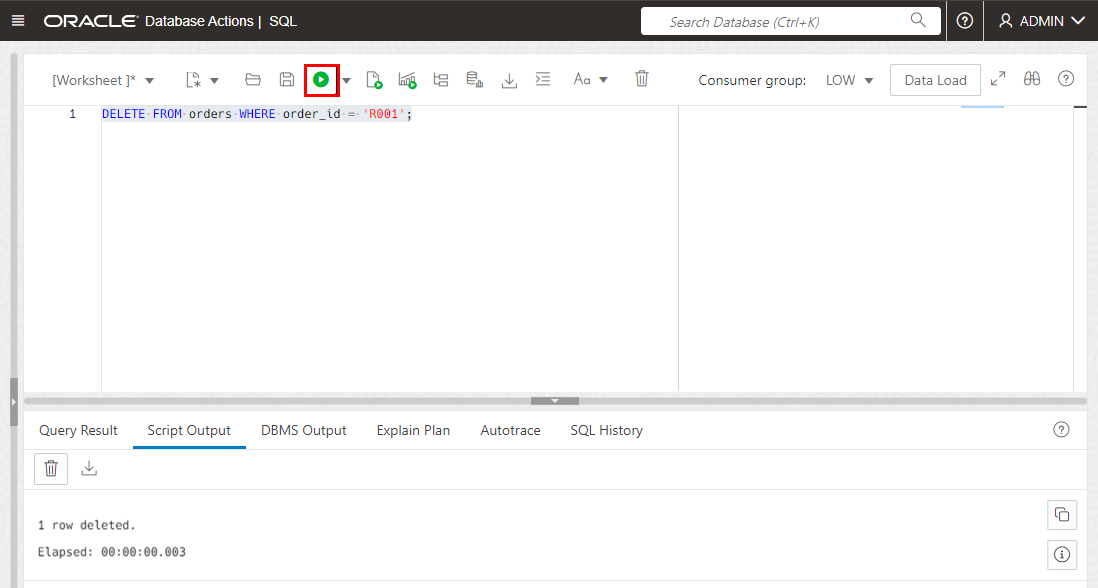 ORACLE Database Actions | SQL
Search Database (Ctrl+K)
ADMIN
[Worksheet ]*
Aa
Consumer group: LOW
Data Load
1 DELETE FROM orders WHERE order_id = 'R001';
Query Result Script Output DBMS Output Explain Plan Autotrace SQL History
1 row deleted.
Elapsed: 00:00:00.003